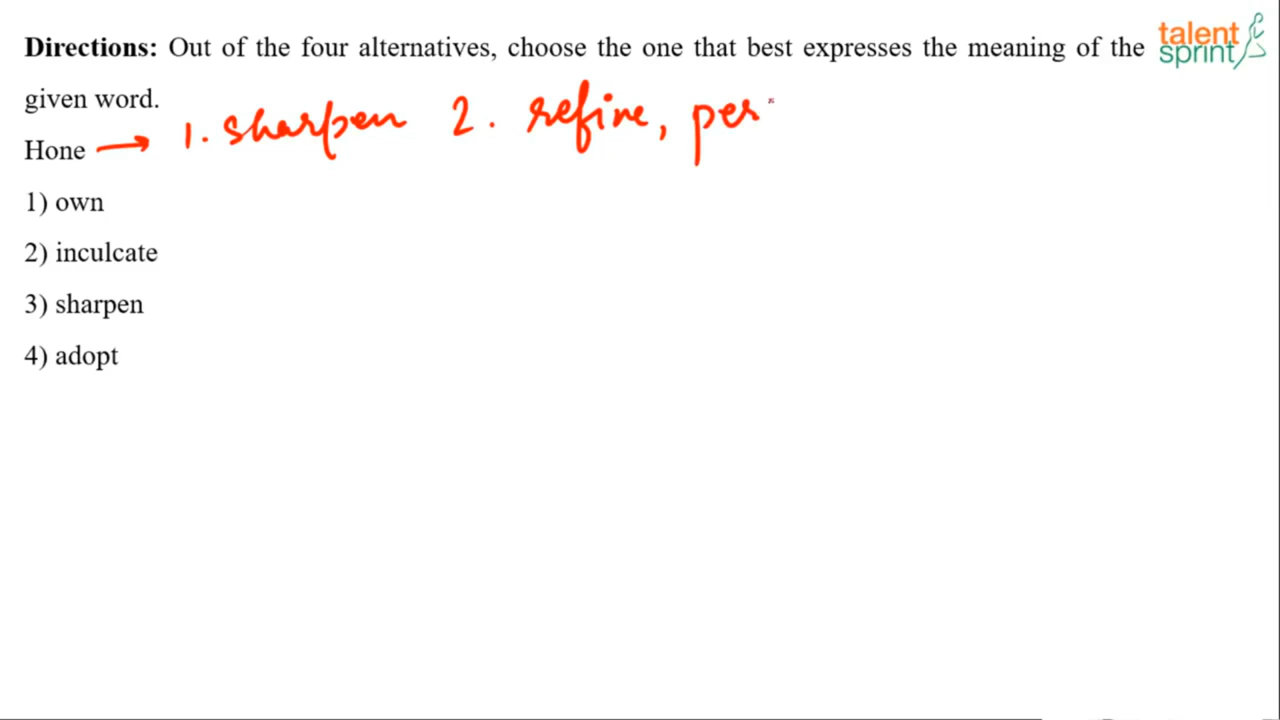 Directions: Out of the four alternatives, choose the one that best expresses the meaning of the
given word.
Hone → 1. sharpen 2. refine, per
1) own
2) inculcate
3) sharpen
4) adopt
talent
sprint